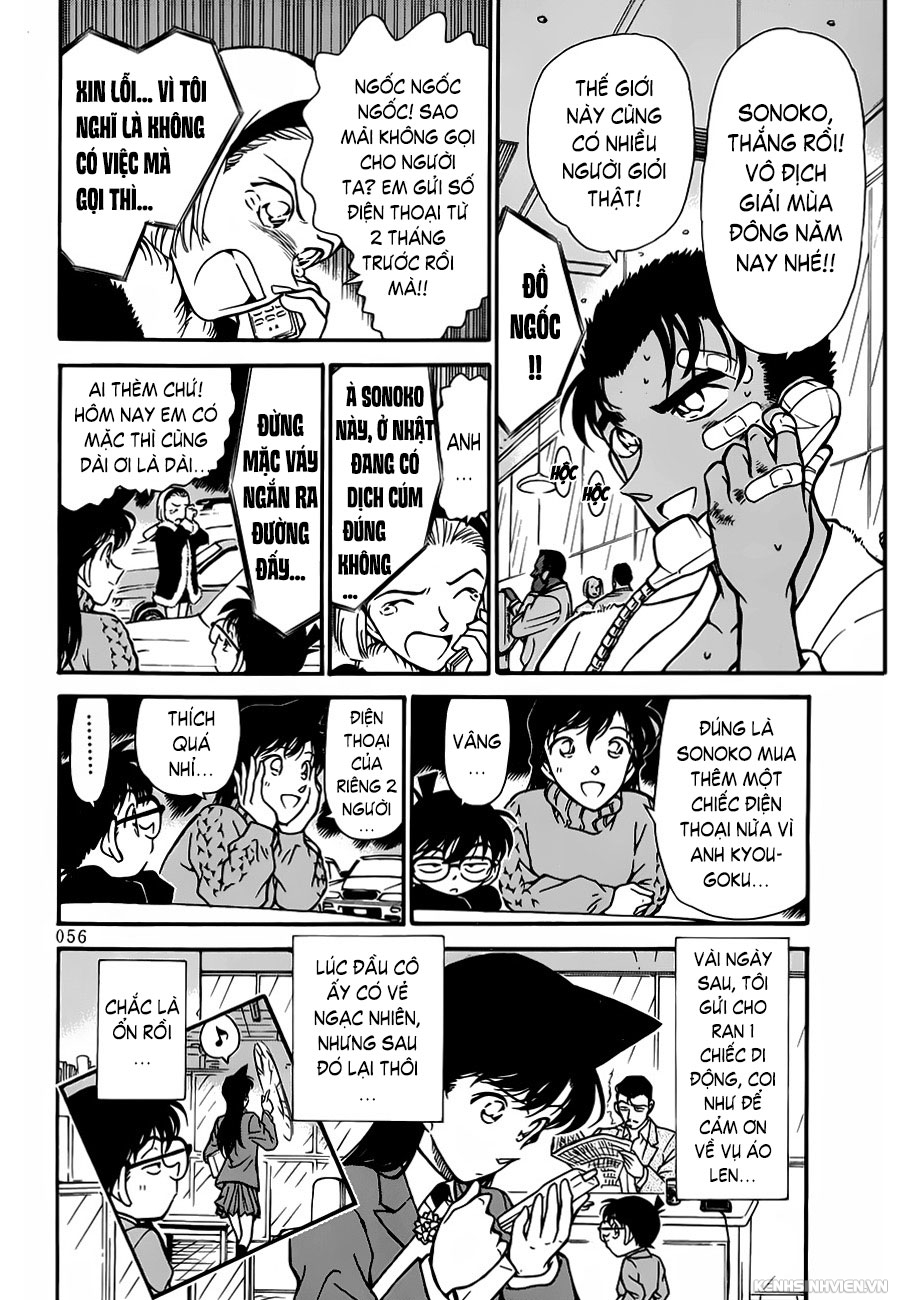 SONOKO,
THẮNG RỒI!
VÔ ĐỊCH
GIẢI MÙA
ĐÔNG NĂM
NAY NHÉ!!
THẾ GIỚI
NÀY CŨNG
CÓ NHIỀU
NGƯỜI GIỎI
THẬT!
HỘC
HỘC
ĐỒ
NGỐC
!!
NGỐC NGỐC
NGỐC! SAO
MÃI KHÔNG GỌI
CHO NGƯỜI
TA? EM GỬI SỐ
ĐIỆN THOẠI TỪ
2 THÁNG
TRƯỚC RỒI
MÀ!!
XIN LỖI... VÌ TÔI
NGHĨ LÀ KHÔNG
CÓ VIỆC MÀ
GỌI THÌ...
ANH
...
À SONOKO
NÀY, Ở NHẬT
ĐANG CÓ
DỊCH CÚM
ĐÚNG
KHÔNG
...
ĐỪNG
MẶC VÁY
NGẮN RA
ĐƯỜNG
ĐẤY...
AI THÈM CHỨ!
HÔM NAY EM CÓ
MẶC THÌ CŨNG
DÀI ƠI LÀ DÀI...
ĐÚNG LÀ
SONOKO MUA
THÊM MỘT
CHIẾC ĐIỆN
THOẠI NỮA VÌ
ANH KYOU-
GOKU...
VÂNG
...
ĐIỆN
THOẠI
CỦA
RIÊNG 2
NGƯỜI
...
THÍCH
QUÁ
NHỈ...
.........
056
VÀI NGÀY
SAU, TÔI
GỬI CHO
RAN 1
CHIẾC DI
ĐỘNG, COI
NHƯ ĐỂ
CẢM ƠN
VỀ VỤ ÁO
LEN...
LÚC ĐẦU CÔ
ẤY CÓ VẺ
NGẠC NHIÊN,
NHƯNG SAU
ĐÓ LẠI THÔI
...
CHẮC LÀ
ỔN RỒI
...
KENHSINHVIEN.VN